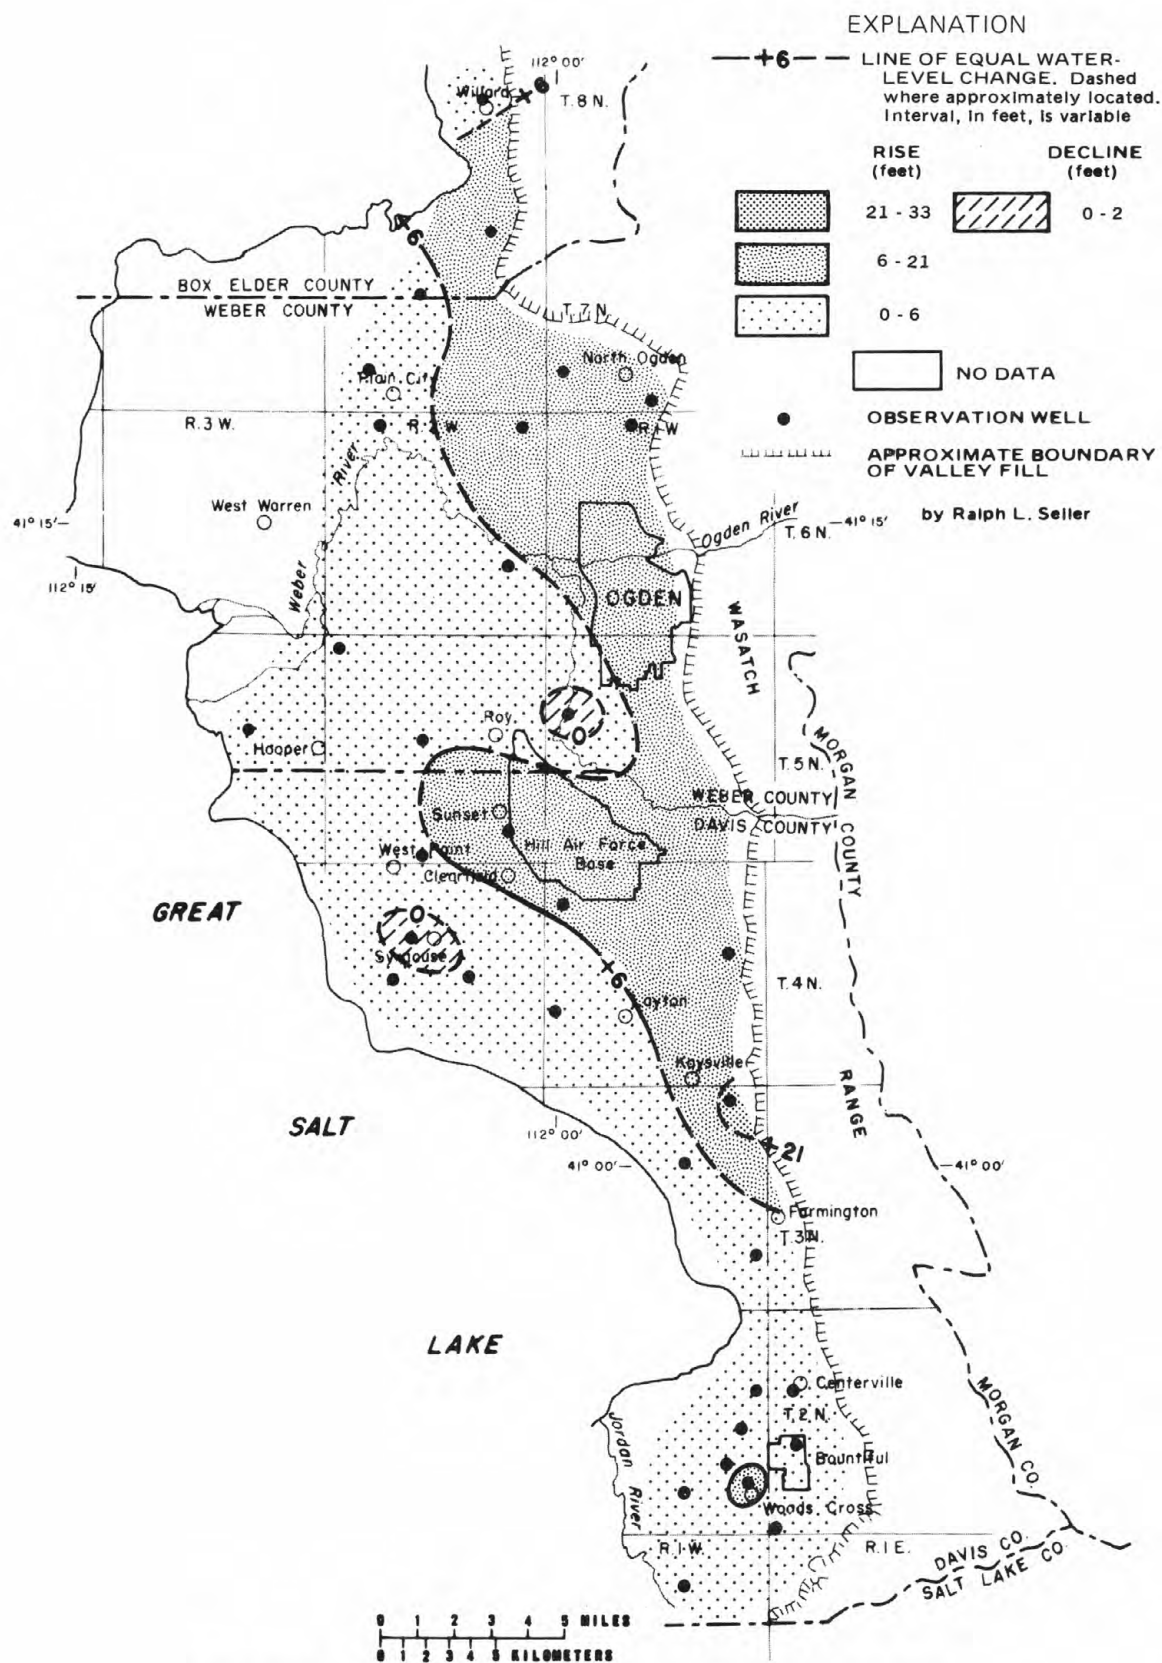 EXPLANATION
+6 LINE OF EQUAL WATER-
LEVEL CHANGE. Dashed
where approximately located.
Interval, in feet, is variable
RISE
(feet)
DECLINE
(feet)
21 - 33
0 - 2
6 - 21
0 - 6
NO DATA
OBSERVATION WELL
APPROXIMATE BOUNDARY
OF VALLEY FILL
by Ralph L. Seiler
112° 00'
Willard
+6
T. 8 N.
+6
BOX ELDER COUNTY
WEBER COUNTY
T. 7 N.
North Ogden
Plain City
R. 3 W.
R. 2 W
R. 1 W
River
West Warren
41° 15'
Ogden River
41° 15'
T. 6 N.
112° 15'
Weber
OGDEN
WASATCH
Roy
O
Hooper
MORGAN COUNTY
T. 5 N.
WEBER COUNTY
DAVIS COUNTY
Sunset
Hill Air Force
Base
West Point
Clearfield
GREAT
O
Syracuse
+6
T. 4 N.
Layton
Kaysville
RANGE
SALT
112° 00'
+21
41° 00'
41° 00'
Farmington
T. 3 N.
LAKE
Centerville
MORGAN CO.
T. 2 N.
Jordan
River
Bountiful
Woods Cross
R. 1 W.
R. 1 E.
DAVIS CO.
SALT LAKE CO.
0 1 2 3 4 5 MILES
0 1 2 3 4 5 KILOMETERS